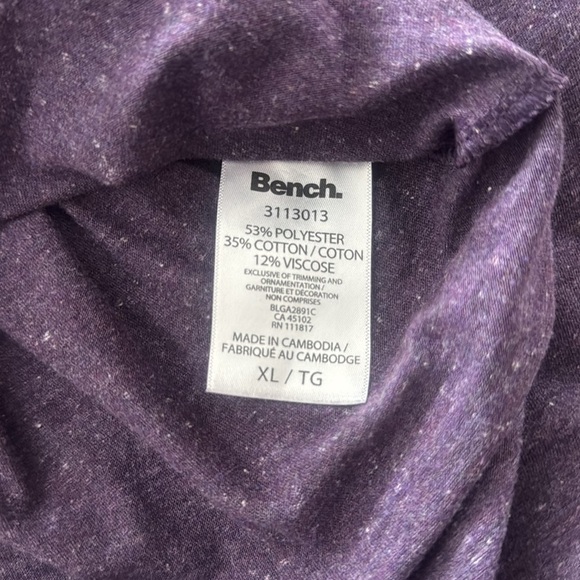 Bench.
3113013
53% POLYESTER
35% COTTON / COTON
12% VISCOSE
EXCLUSIVE OF TRIMMING AND
ORNAMENTATION /
GARNITURE ET DÉCORATION
NON COMPRISES
BLGA2891C
CA 45102
RN 111817
MADE IN CAMBODIA /
FABRIQUÉ AU CAMBODGE
XL / TG